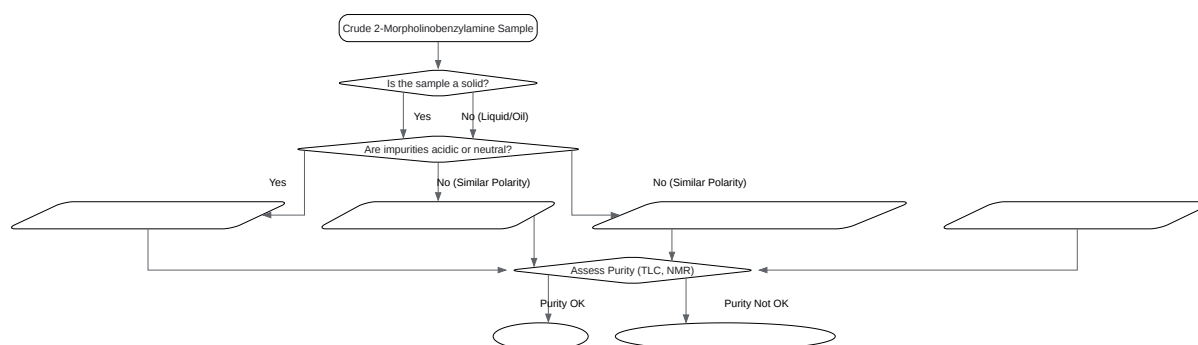 Crude 2-Morpholinobenzylamine Sample
Is the sample a solid?
Yes
No (Liquid/Oil)
Are impurities acidic or neutral?
Yes
No (Similar Polarity)
No (Similar Polarity)
Assess Purity (TLC, NMR)
Purity OK
Purity Not OK